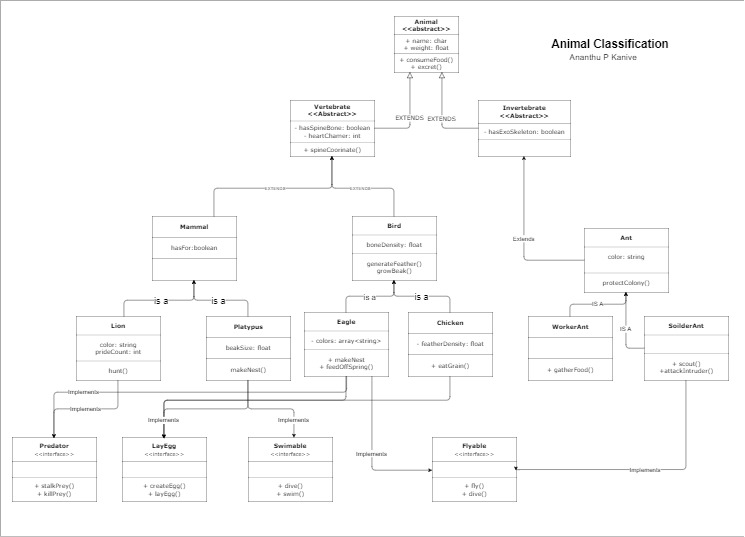 Animal
<<abstract>>
+ name: char
+ weight: float
+ consumeFood()
+ excret()
Animal Classification
Ananthu P Kanive
Vertebrate
<<Abstract>>
- hasSpineBone: boolean
- heartChamer: int
+ spineCoorinate()
EXTENDS
EXTENDS
Invertebrate
<<Abstract>>
- hasExoSkeleton: boolean
EXTENDS
EXTENDS
Mammal
hasFor:boolean
Bird
boneDensity: float
generateFeather()
growBeak()
Extends
Ant
color: string
protectColony()
is a
is a
is a
is a
IS A
IS A
Lion
color: string
prideCount: int
hunt()
Platypus
beakSize: float
makeNest()
Eagle
- colors: array<string>
+ makeNest
+ feedOffSpring()
Chicken
- featherDensity: float
+ eatGrain()
WorkerAnt
+ gatherFood()
SoilderAnt
+ scout()
+attackIntruder()
Implements
Implements
Implements
Implements
Implements
Implements
Predator
<<interface>>
+ stalkPrey()
+ killPrey()
LayEgg
<<interface>>
+ createEgg()
+ layEgg()
Swimable
<<interface>>
+ dive()
+ swim()
Flyable
<<interface>>
+ fly()
+ dive()